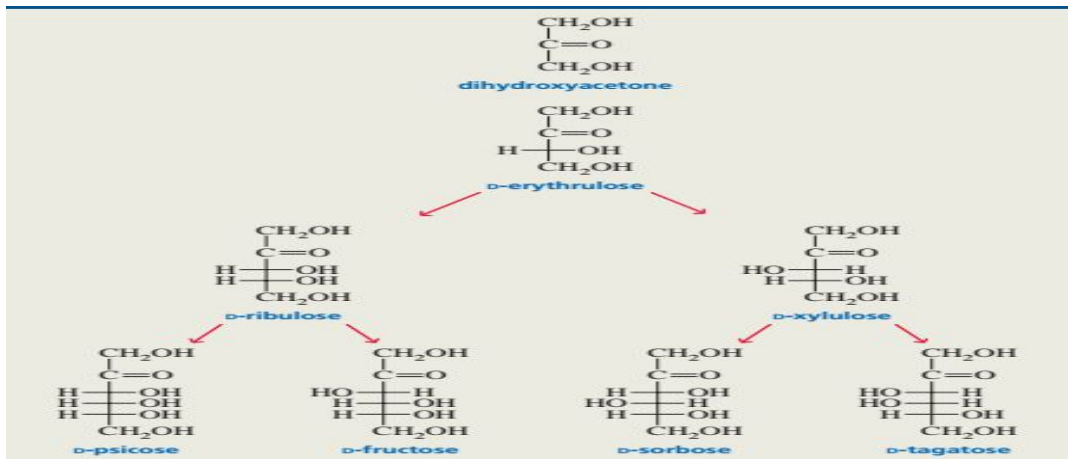 CH₂OH
C=O
CH₂OH
dihydroxyacetone
CH₂OH
C=O
H OH
CH₂OH
D-erythrulose
CH₂OH
C=O
H OH
H OH
CH₂OH
D-ribulose
CH₂OH
C=O
HO H
H OH
CH₂OH
D-xylulose
CH₂OH
C=O
H OH
H OH
H OH
CH₂OH
D-psicose
CH₂OH
C=O
HO H
H OH
H OH
CH₂OH
D-fructose
CH₂OH
C=O
H OH
HO H
H OH
CH₂OH
D-sorbose
CH₂OH
C=O
HO H
HO H
H OH
CH₂OH
D-tagatose